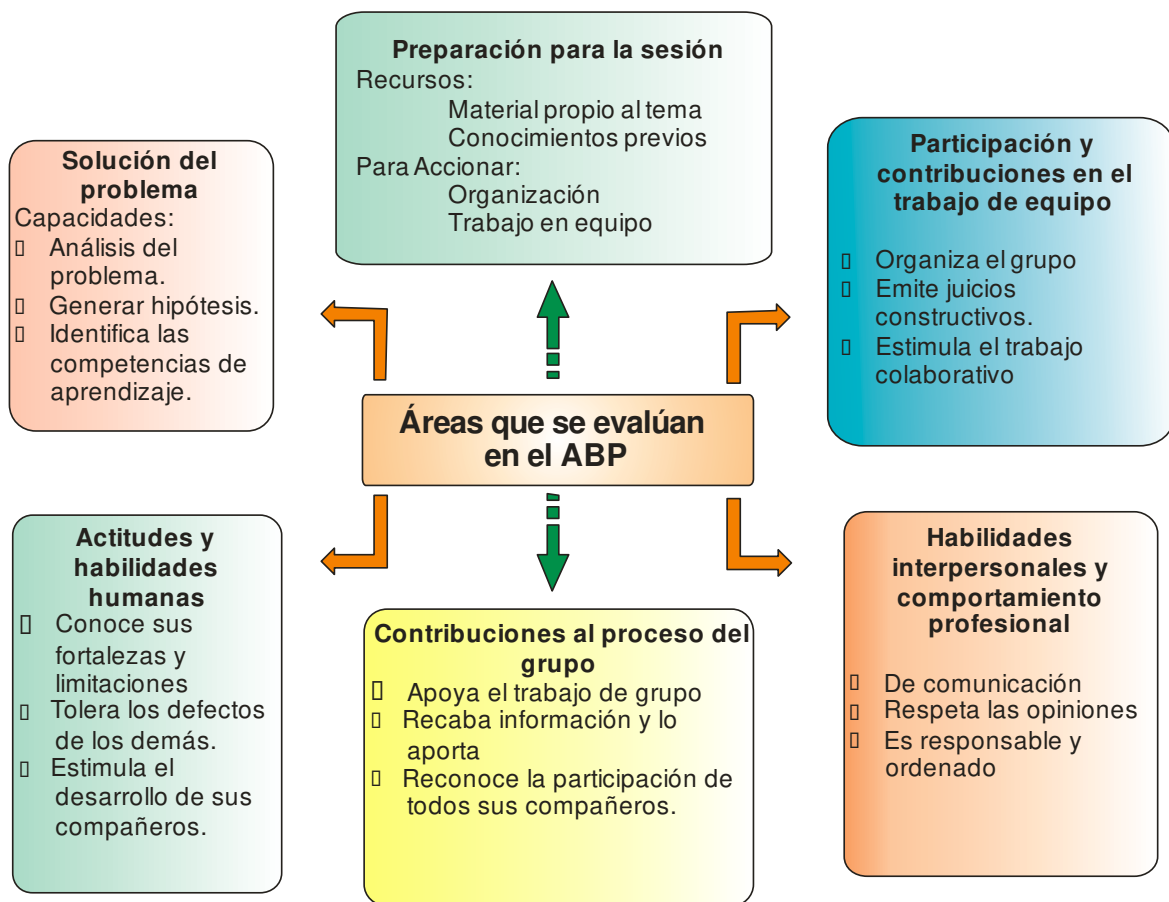 Preparación para la sesión
Recursos:
Material propio al tema
Conocimientos previos
Para Accionar:
Organización
Trabajo en equipo
Solución del
problema
Capacidades:
▯ Análisis del
problema.
▯ Generar hipótesis.
▯ Identifica las
competencias de
aprendizaje.
Participación y
contribuciones en el
trabajo de equipo
▯ Organiza el grupo
▯ Emite juicios
constructivos.
▯ Estimula el trabajo
colaborativo
Áreas que se evalúan
en el ABP
Actitudes y
habilidades
humanas
▯ Conoce sus
fortalezas y
limitaciones
▯ Tolera los defectos
de los demás.
▯ Estimula el
desarrollo de sus
compañeros.
Contribuciones al proceso del
grupo
▯ Apoya el trabajo de grupo
▯ Recaba información y lo
aporta
▯ Reconoce la participación de
todos sus compañeros.
Habilidades
interpersonales y
comportamiento
profesional
▯ De comunicación
▯ Respeta las opiniones
▯ Es responsable y
ordenado